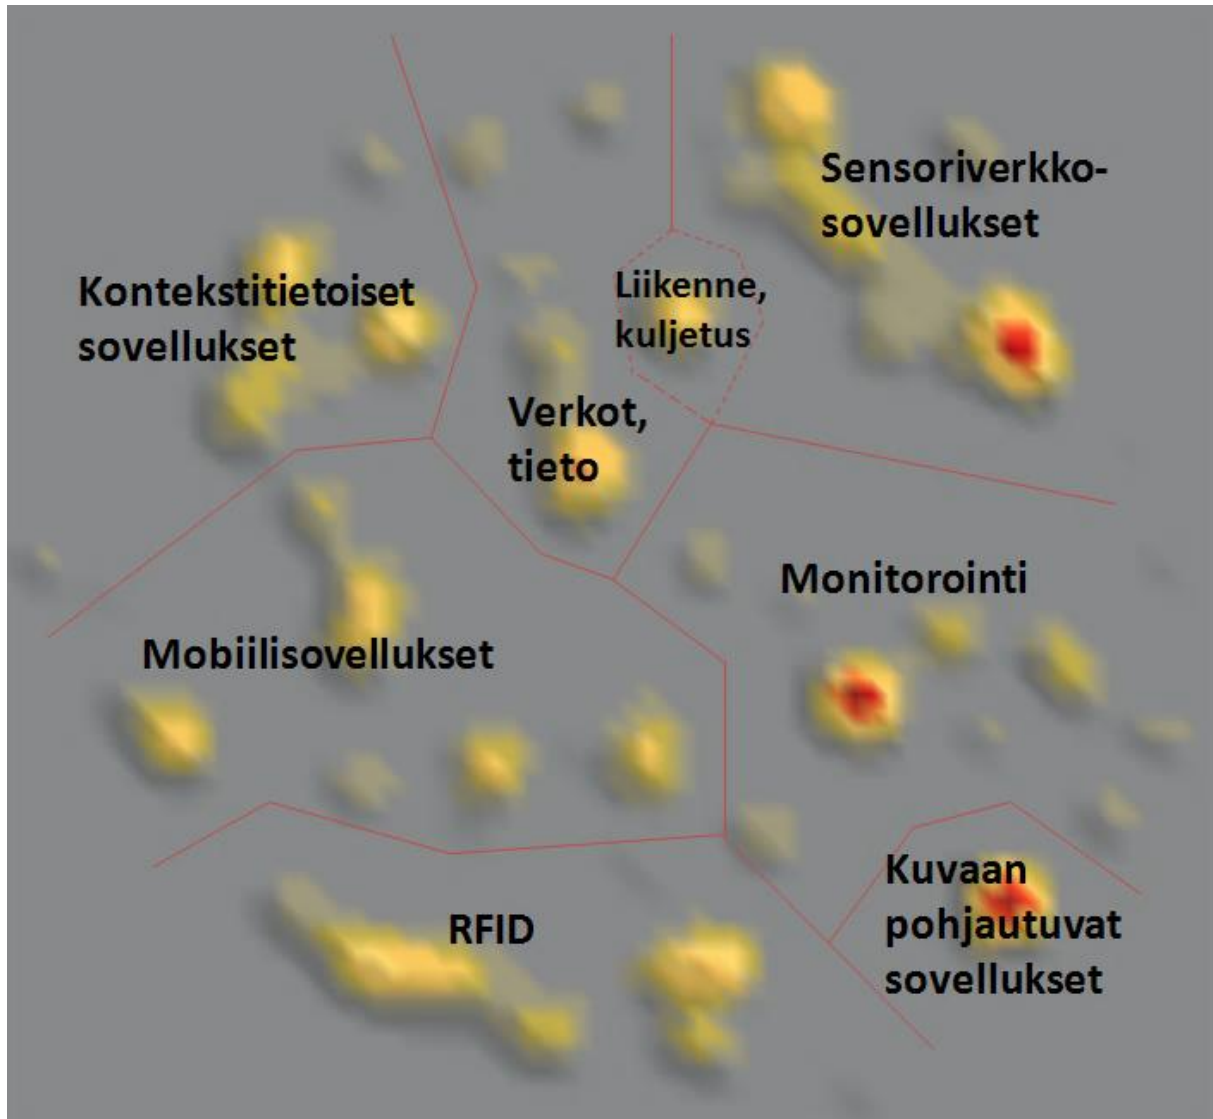 Sensoriverkko-
sovellukset
Kontekstitietoiset
sovellukset
Liikenne,
kuljetus
Verkot,
tieto
Monitorointi
Mobiilisovellukset
Kuvaan
pohjautuvat
sovellukset
RFID